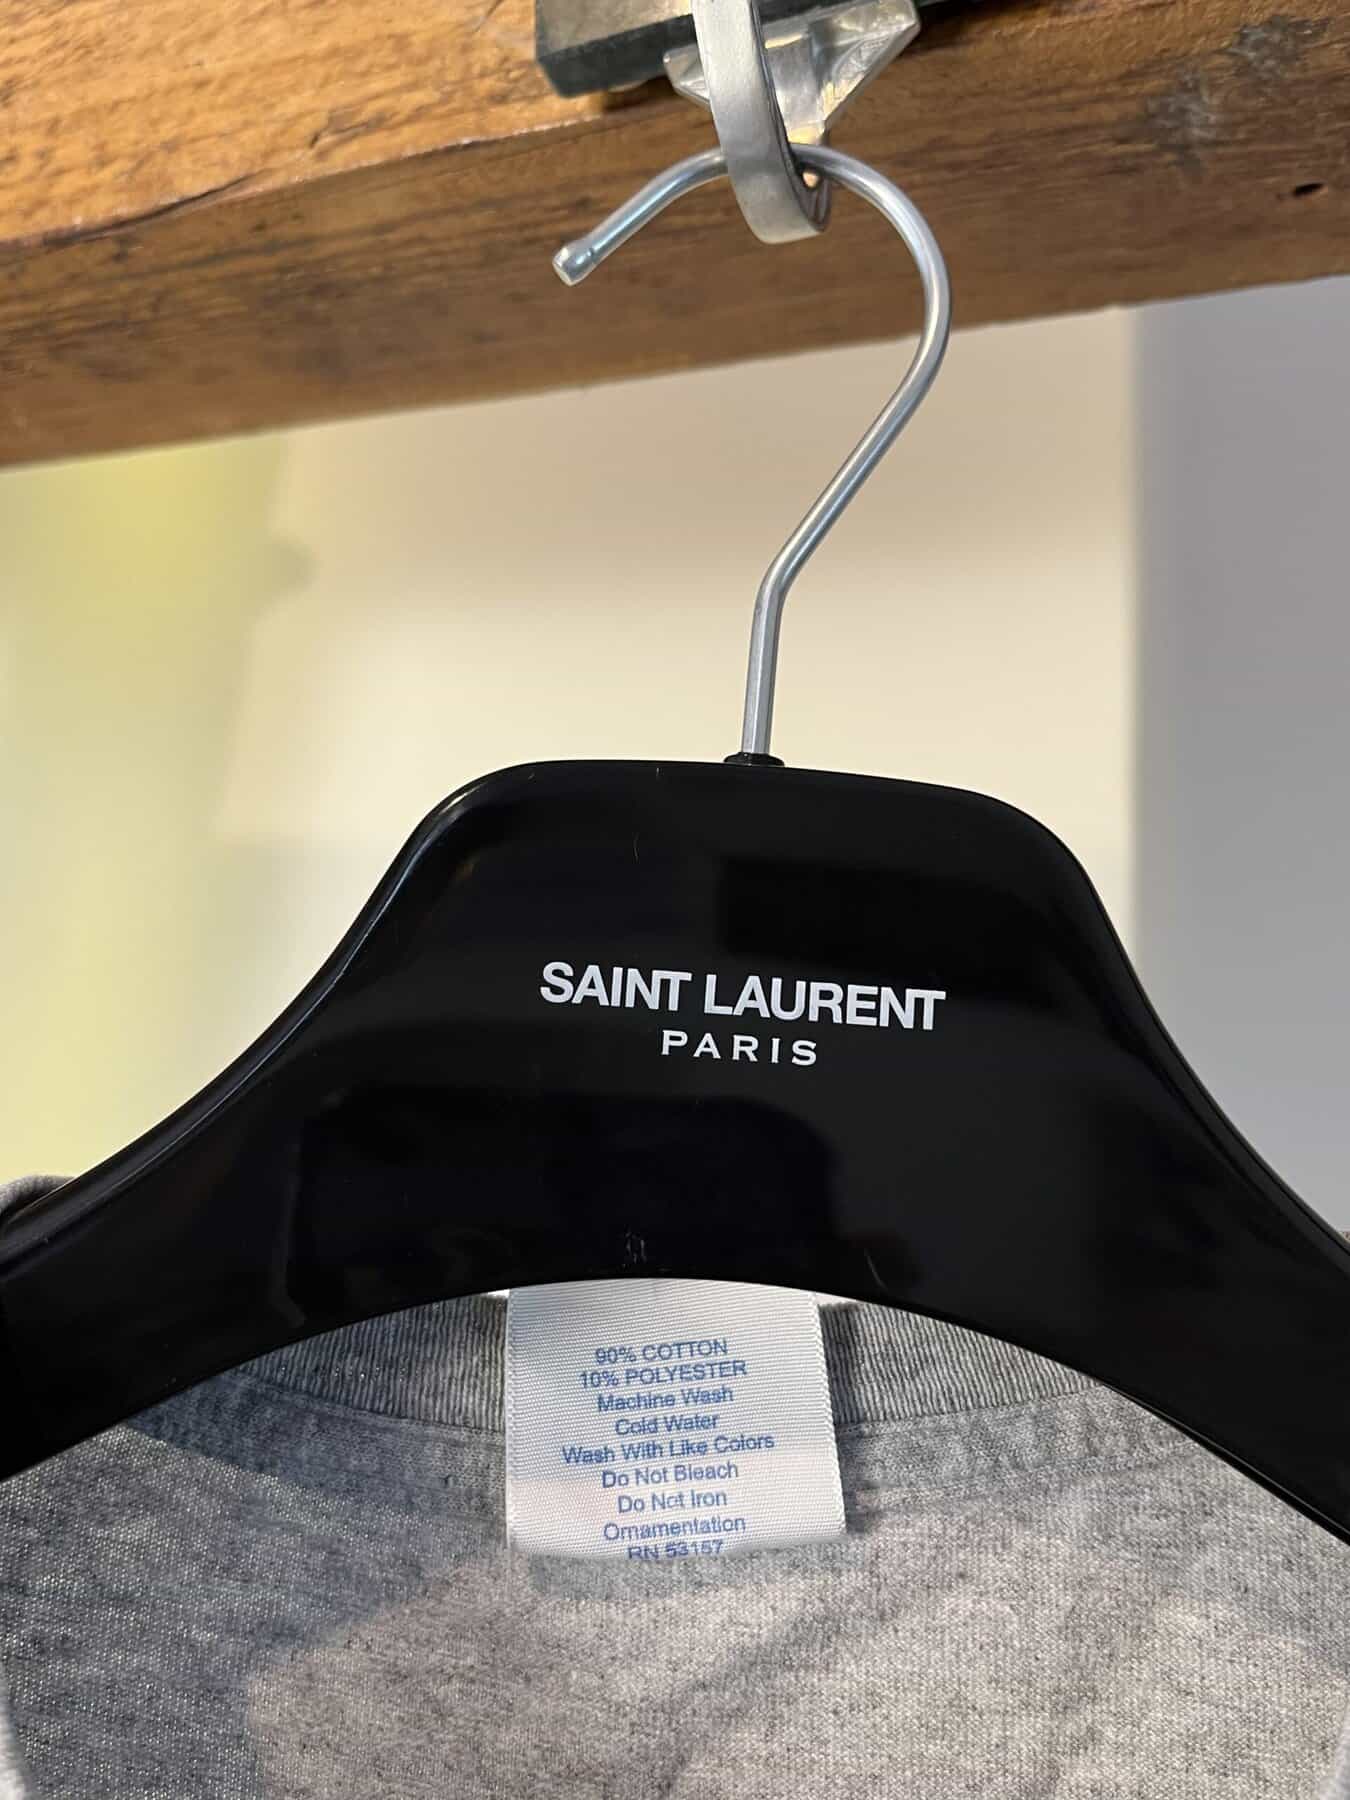 SAINT LAURENT
PARIS
90% COTTON
10% POLYESTER
Machine Wash
Cold Water
Wash With Like Colors
Do Not Bleach
Do Not Iron
Ornamentation
RN 53157